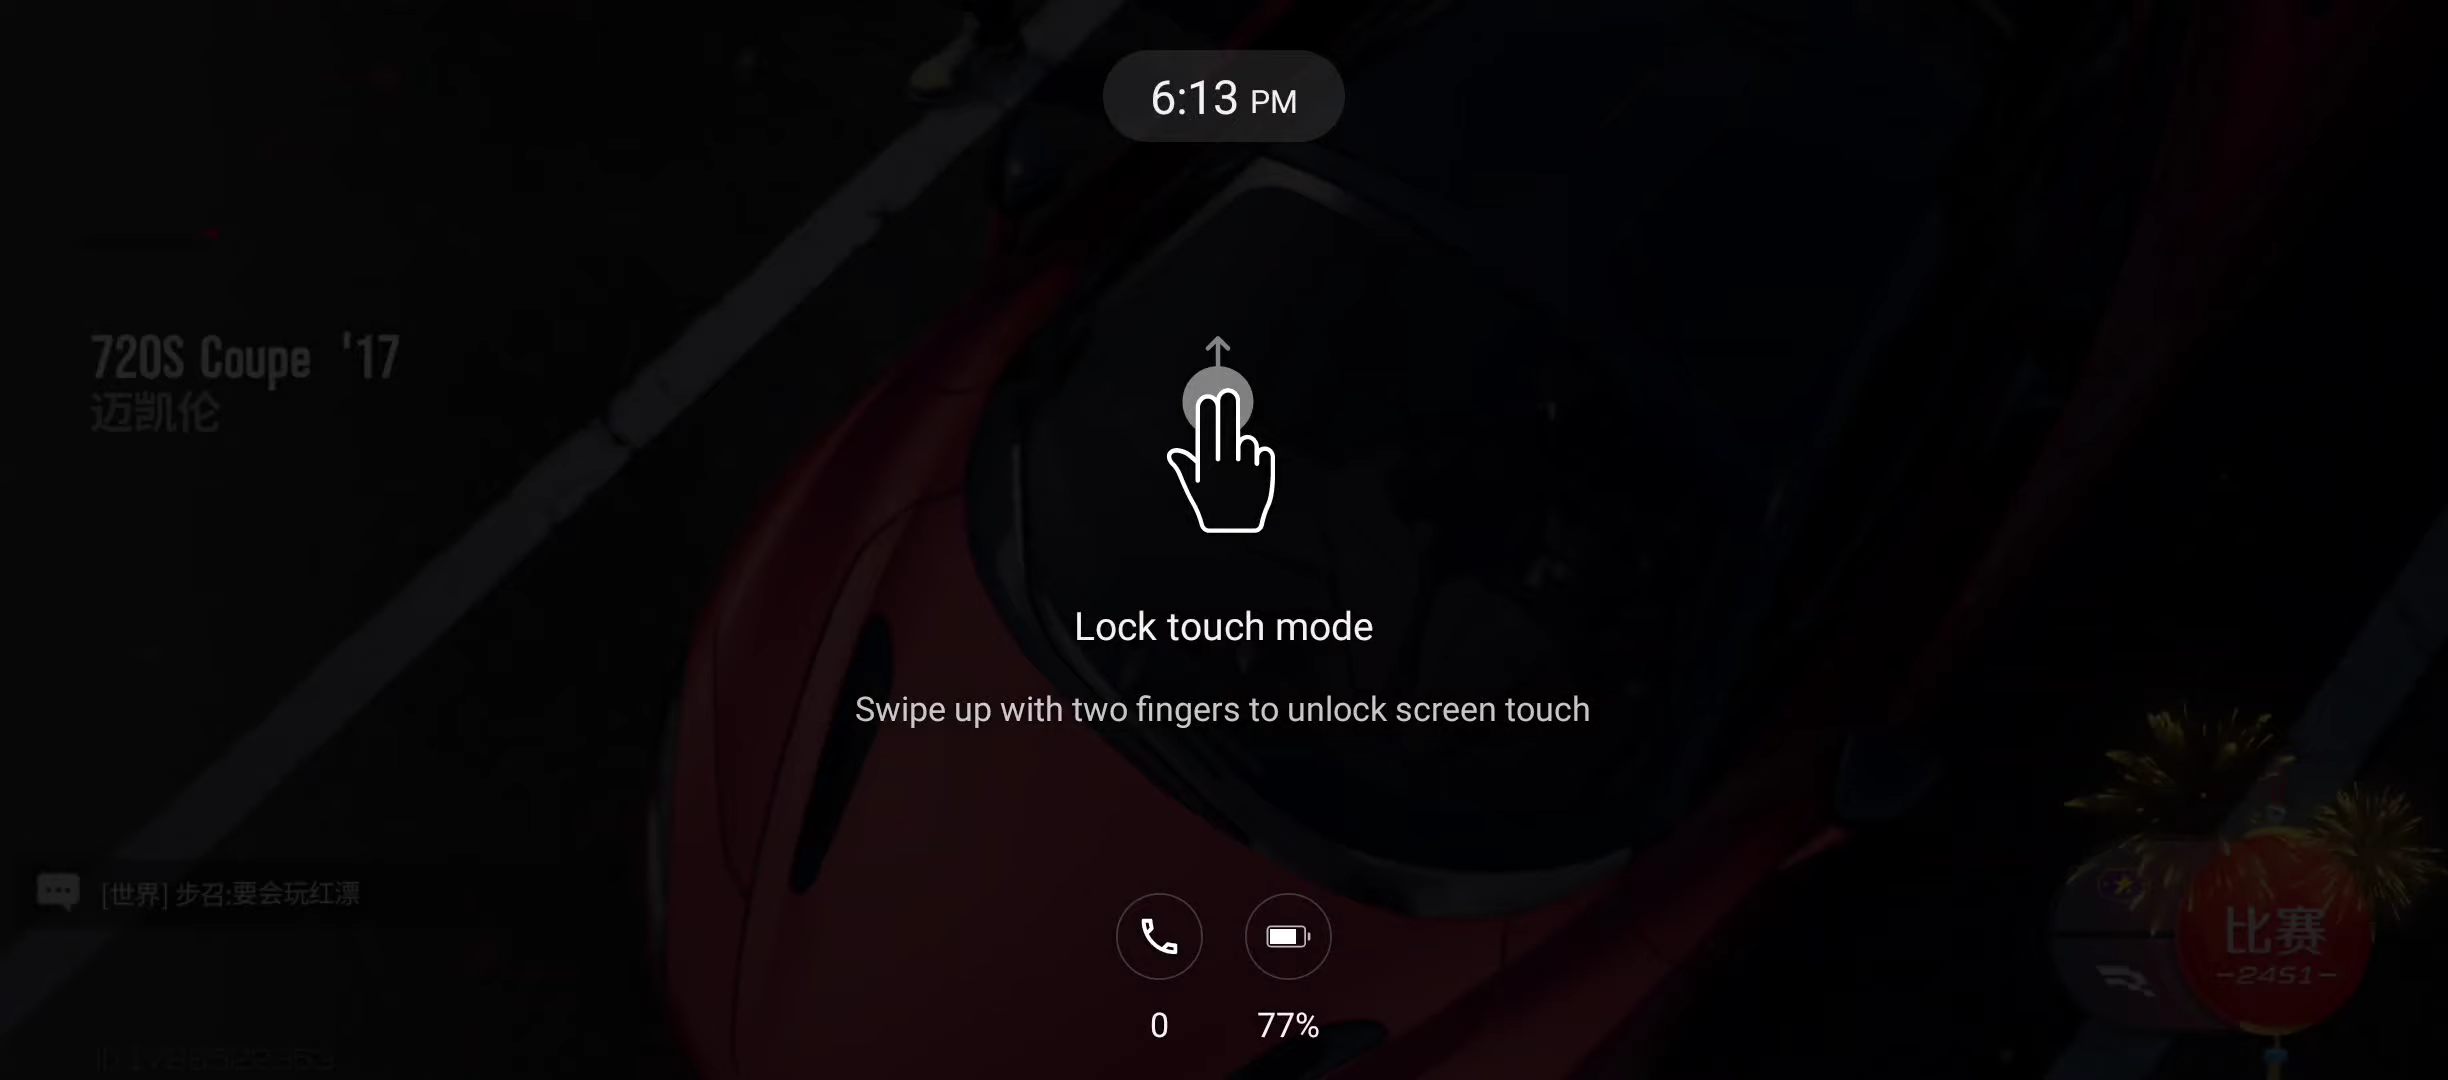 6:13 PM
720S Coupe '17
迈凯伦
Lock touch mode
Swipe up with two fingers to unlock screen touch
[世界] 步召:要会玩红漂
比赛
-2451-
0
77%